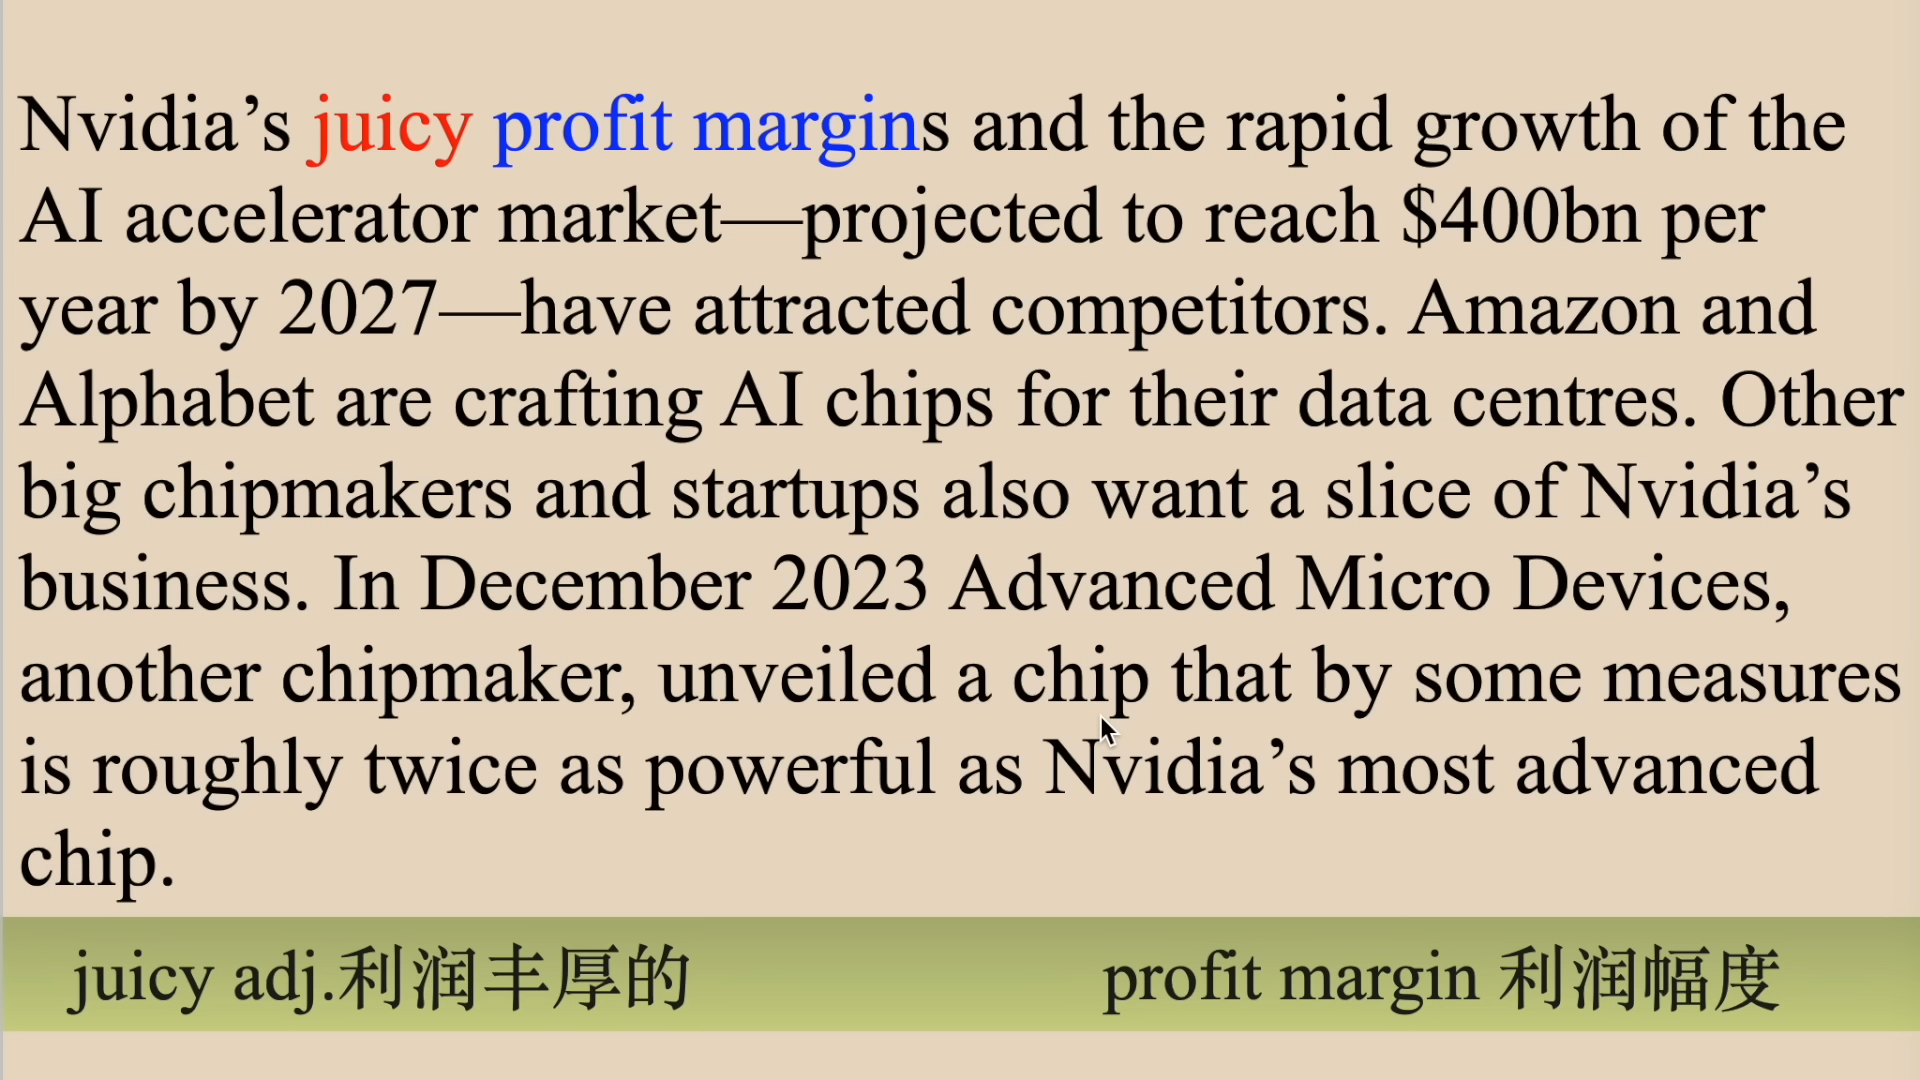 Nvidia’s juicy profit margins and the rapid growth of the
AI accelerator market—projected to reach $400bn per
year by 2027—have attracted competitors. Amazon and
Alphabet are crafting AI chips for their data centres. Other
big chipmakers and startups also want a slice of Nvidia’s
business. In December 2023 Advanced Micro Devices,
another chipmaker, unveiled a chip that by some measures
is roughly twice as powerful as Nvidia’s most advanced
chip.
juicy adj.利润丰厚的 profit margin 利润幅度